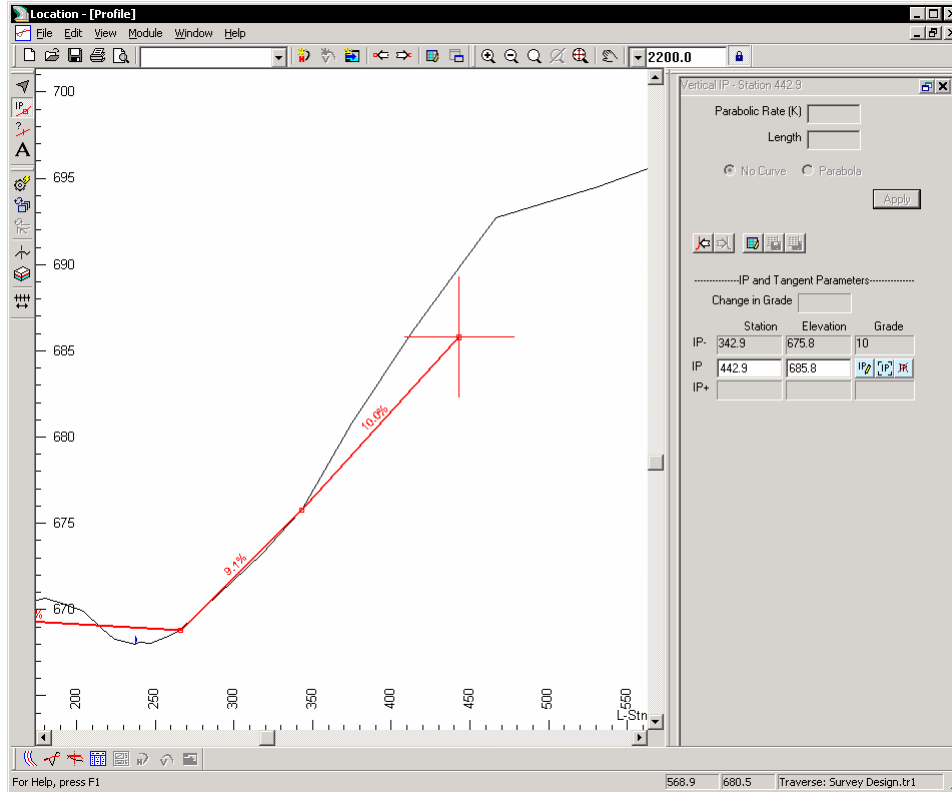 Location - [Profile]
File Edit View Module Window Help
2200.0
700
695
690
685
680
675
670
%
9.1%
10.0%
200 250 300 350 400 450 500 550
L-Stn
Vertical IP - Station 442.9
Parabolic Rate (K)
Length
No Curve Parabola
Apply
IP and Tangent Parameters
Change in Grade
Station Elevation Grade
IP- 342.9 675.8 10
IP 442.9 685.8
IP+
For Help, press F1
568.9 680.5 Traverse: Survey Design.tr1